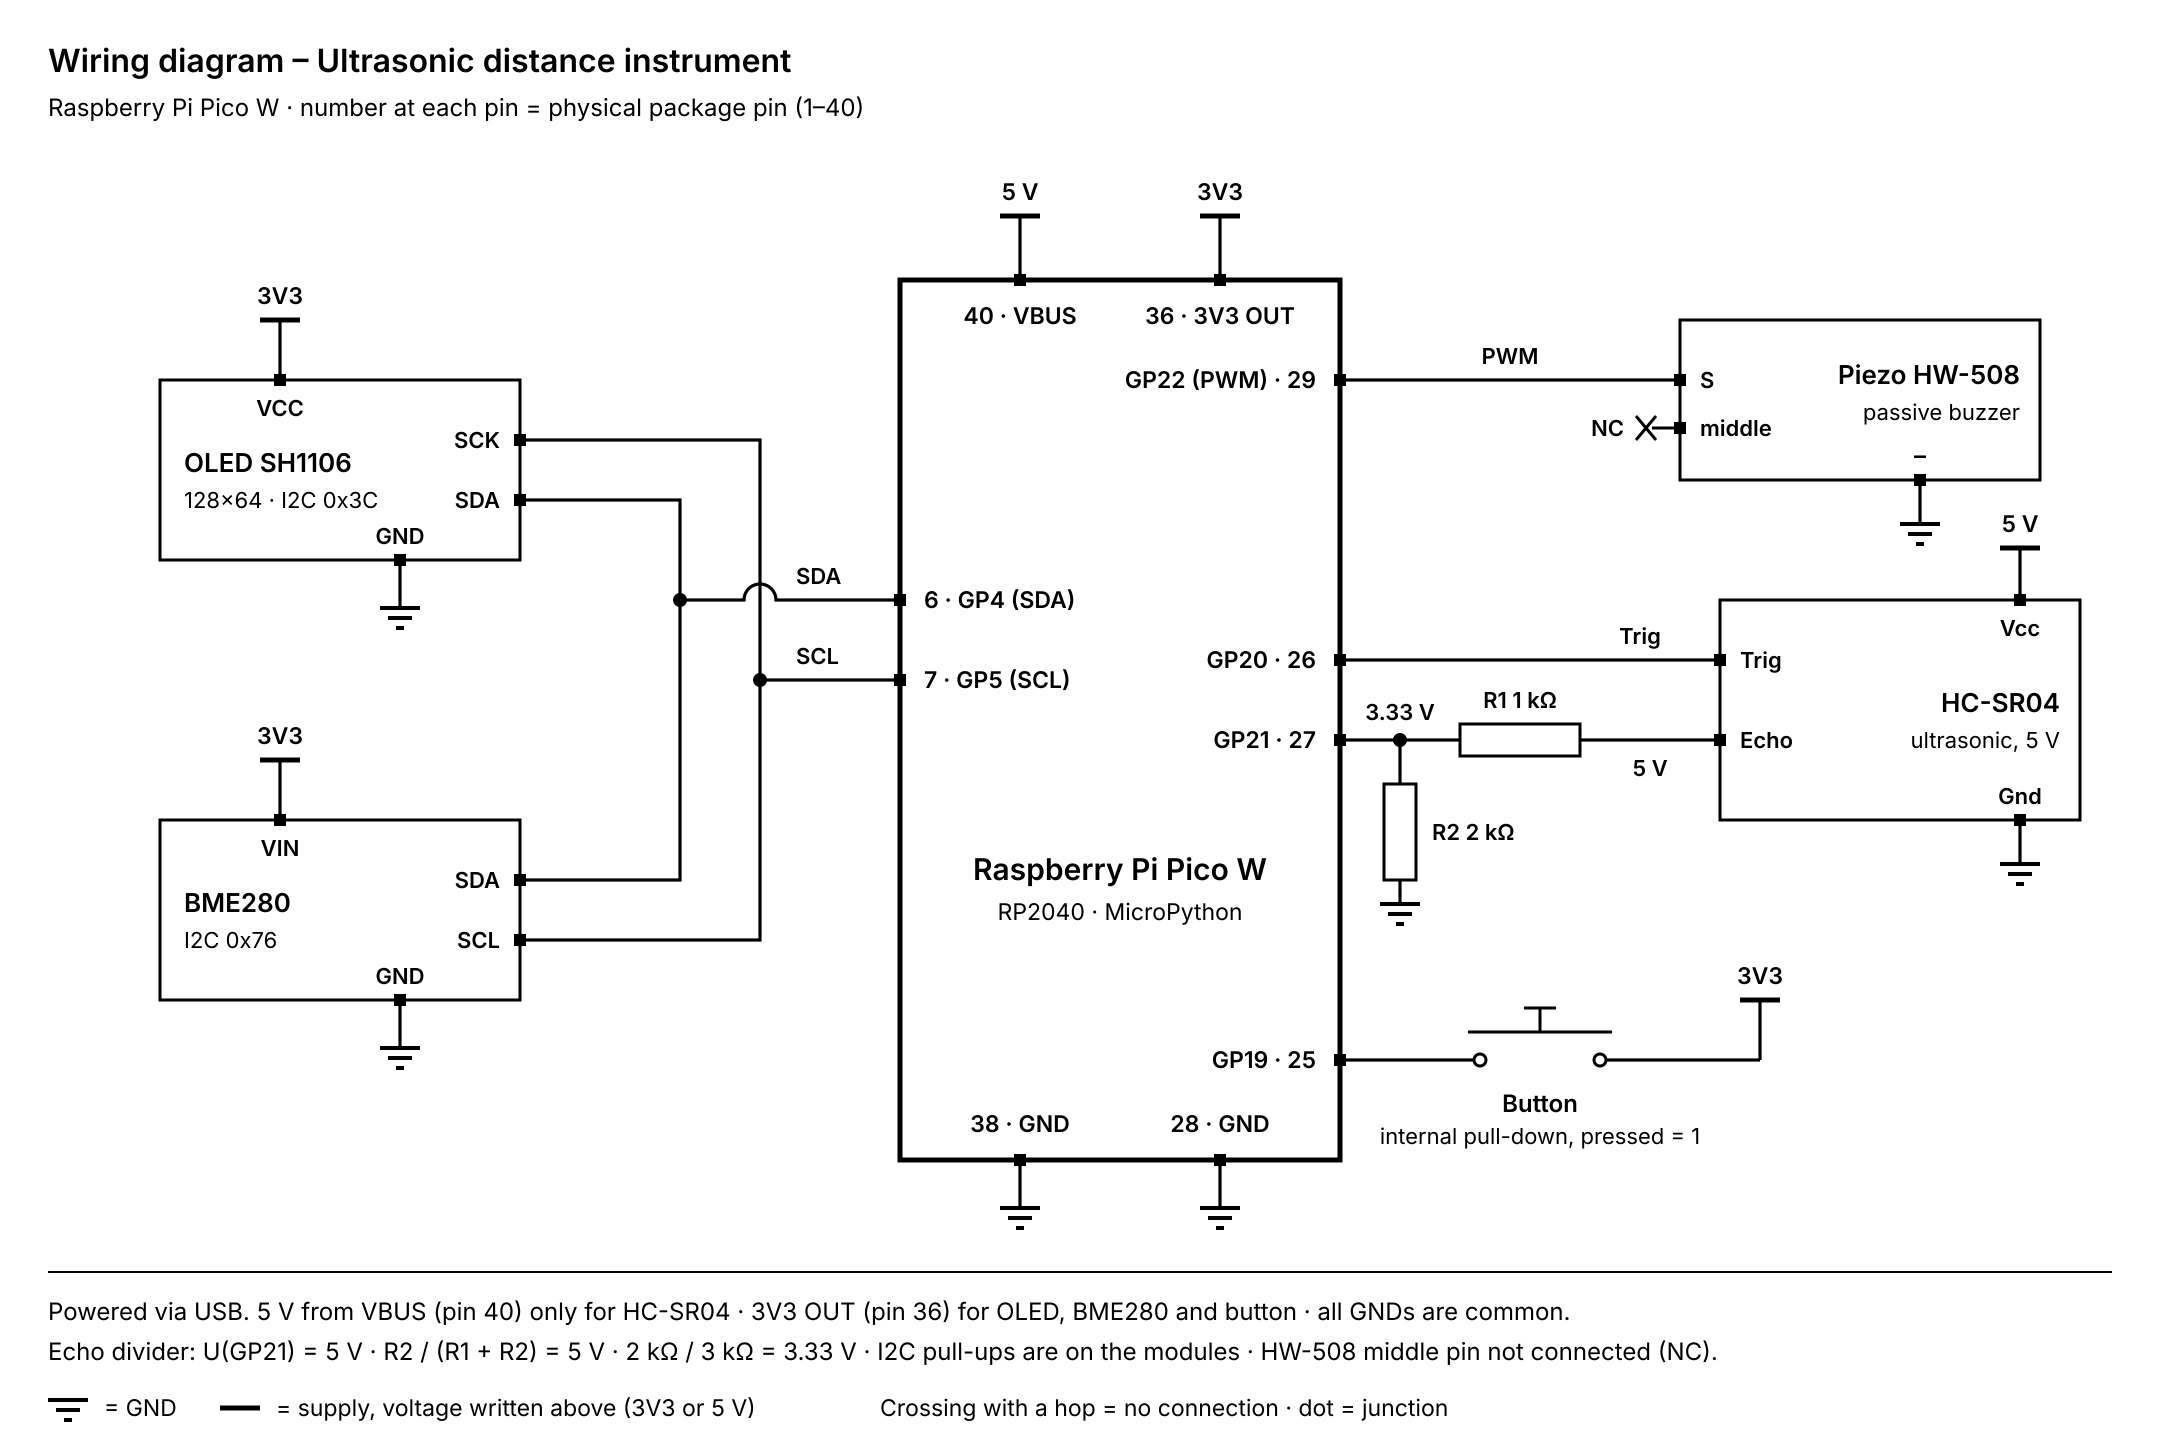 Wiring diagram – Ultrasonic distance instrument
Raspberry Pi Pico W · number at each pin = physical package pin (1–40)
5 V
3V3
40 · VBUS
36 · 3V3 OUT
3V3
VCC
SCK
OLED SH1106
128×64 · I2C 0x3C
SDA
GND
3V3
VIN
SDA
BME280
I2C 0x76
SCL
GND
SDA
SCL
6 · GP4 (SDA)
7 · GP5 (SCL)
GP22 (PWM) · 29
GP20 · 26
GP21 · 27
Raspberry Pi Pico W
RP2040 · MicroPython
GP19 · 25
38 · GND
28 · GND
PWM
S
Piezo HW-508
passive buzzer
NC
middle
–
5 V
Vcc
Trig
Trig
HC-SR04
ultrasonic, 5 V
Echo
Gnd
3.33 V
R1 1 kΩ
5 V
R2 2 kΩ
3V3
Button
internal pull-down, pressed = 1
Powered via USB. 5 V from VBUS (pin 40) only for HC-SR04 · 3V3 OUT (pin 36) for OLED, BME280 and button · all GNDs are common.
Echo divider: U(GP21) = 5 V · R2 / (R1 + R2) = 5 V · 2 kΩ / 3 kΩ = 3.33 V · I2C pull-ups are on the modules · HW-508 middle pin not connected (NC).
= GND
= supply, voltage written above (3V3 or 5 V)
Crossing with a hop = no connection · dot = junction